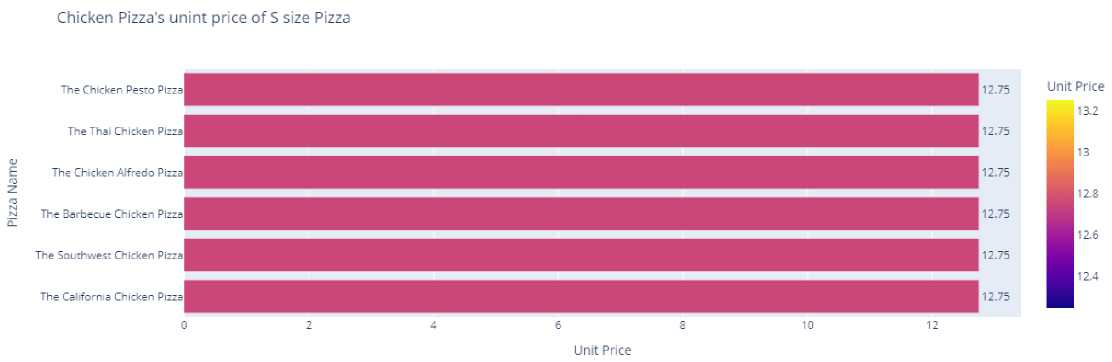 Chicken Pizza's unint price of S size Pizza
Unit Price
The Chicken Pesto Pizza 12.75
The Thai Chicken Pizza 12.75
The Chicken Alfredo Pizza 12.75
The Barbecue Chicken Pizza 12.75
The Southwest Chicken Pizza 12.75
The California Chicken Pizza 12.75
Pizza Name
0 2 4 6 8 10 12
Unit Price
13.2
13
12.8
12.6
12.4